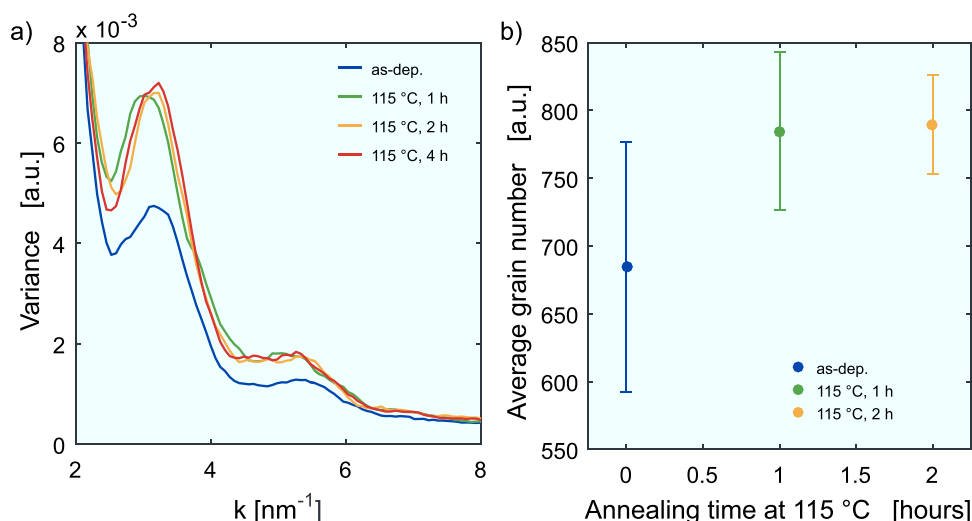 a)
x 10^-3
8
6
4
2
0
2 4 6 8
Variance [a.u.]
k [nm^-1]
as-dep.
115 °C, 1 h
115 °C, 2 h
115 °C, 4 h
b)
850
800
750
700
650
600
550
0 0.5 1 1.5 2
Average grain number [a.u.]
Annealing time at 115 °C [hours]
as-dep.
115 °C, 1 h
115 °C, 2 h